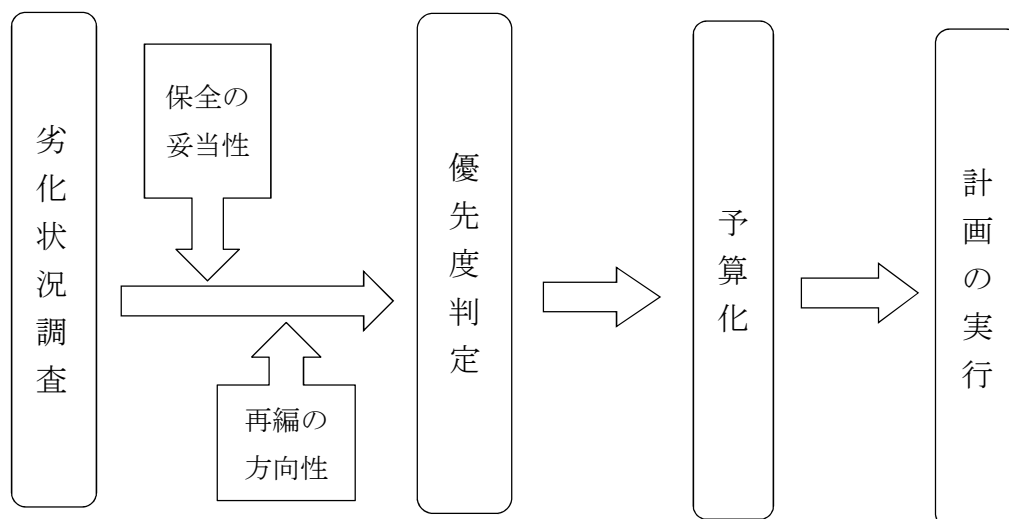 劣化状況調査
保全の
妥当性
再編の
方向性
優先度判定
予算化
計画の実行